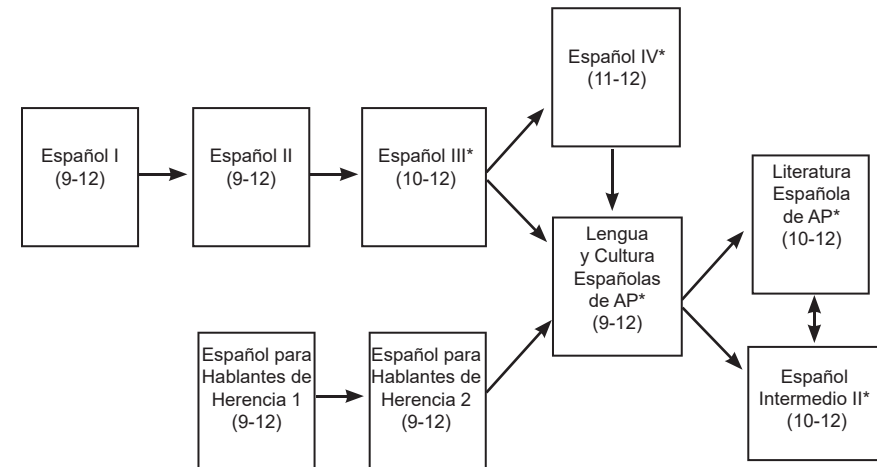 Español I
(9-12)
Español II
(9-12)
Español III*
(10-12)
Español IV*
(11-12)
Español para
Hablantes de
Herencia 1
(9-12)
Español para
Hablantes de
Herencia 2
(9-12)
Lengua
y Cultura
Españolas
de AP*
(9-12)
Literatura
Española
de AP*
(10-12)
Español
Intermedio II*
(10-12)